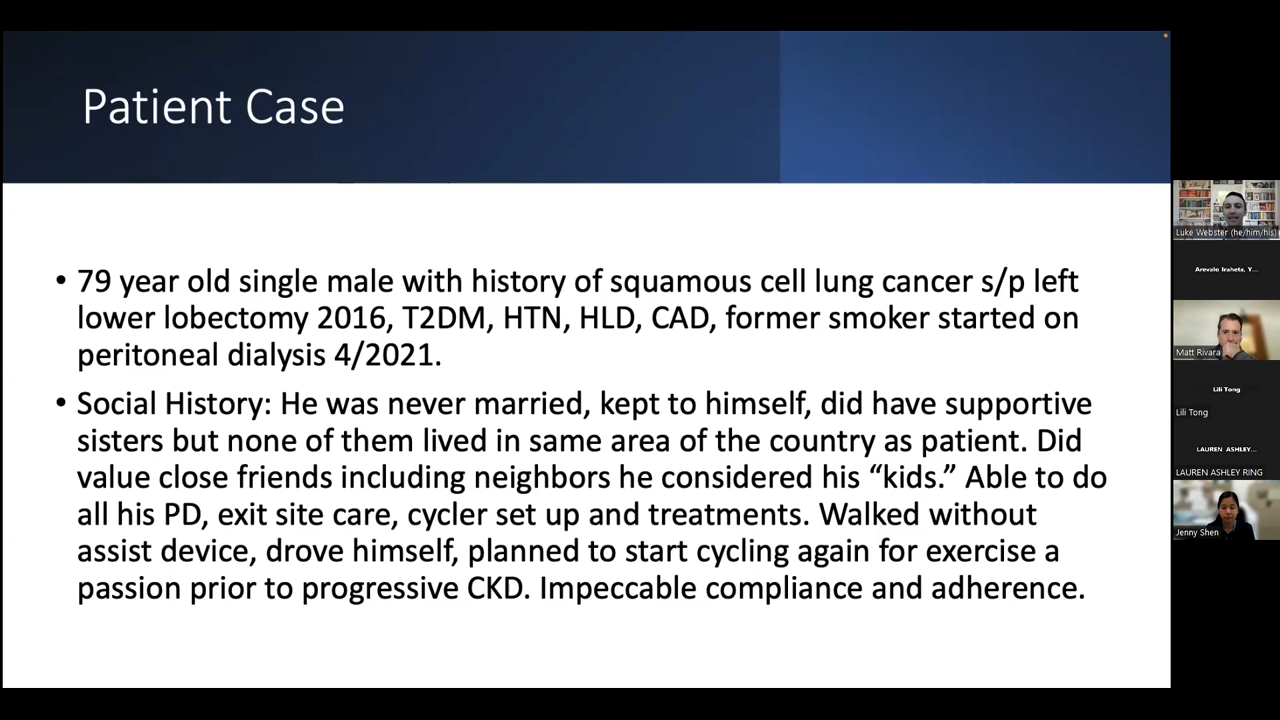 Patient Case
• 79 year old single male with history of squamous cell lung cancer s/p left
lower lobectomy 2016, T2DM, HTN, HLD, CAD, former smoker started on
peritoneal dialysis 4/2021.
• Social History: He was never married, kept to himself, did have supportive
sisters but none of them lived in same area of the country as patient. Did
value close friends including neighbors he considered his “kids.” Able to do
all his PD, exit site care, cycler set up and treatments. Walked without
assist device, drove himself, planned to start cycling again for exercise a
passion prior to progressive CKD. Impeccable compliance and adherence.
Luke Webster (he/him/his)
Arevalo Iraheta, Y...
Matt Rivara
Lili Tong
Lili Tong
LAUREN ASHLEY...
LAUREN ASHLEY RING
Jenny Shen